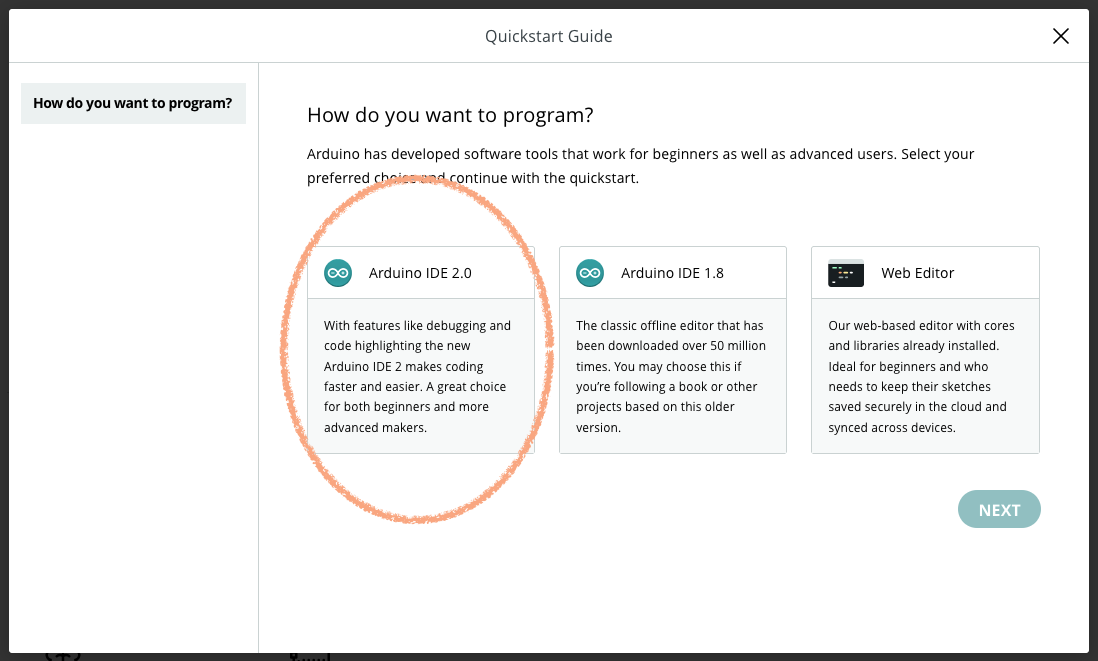 Quickstart Guide
How do you want to program?
How do you want to program?
Arduino has developed software tools that work for beginners as well as advanced users. Select your
preferred choice and continue with the quickstart.
Arduino IDE 2.0
With features like debugging and
code highlighting the new
Arduino IDE 2 makes coding
faster and easier. A great choice
for both beginners and more
advanced makers.
Arduino IDE 1.8
The classic offline editor that has
been downloaded over 50 million
times. You may choose this if
you’re following a book or other
projects based on this older
version.
Web Editor
Our web-based editor with cores
and libraries already installed.
Ideal for beginners and who
needs to keep their sketches
saved securely in the cloud and
synced across devices.
NEXT